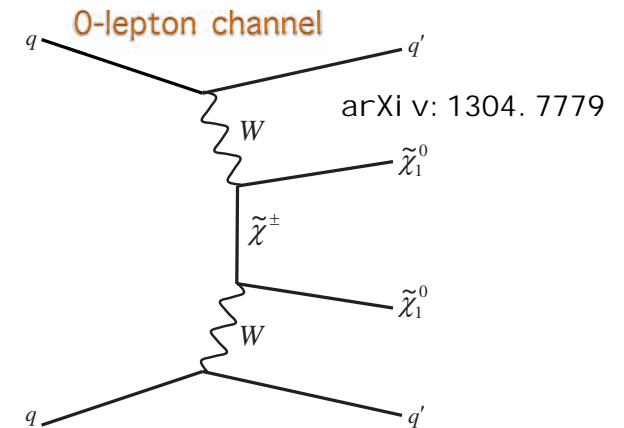 0-lepton channel
q
q′
arXiv: 1304. 7779
W
χ̃₁⁰
χ̃±
χ̃₁⁰
W
q
q′